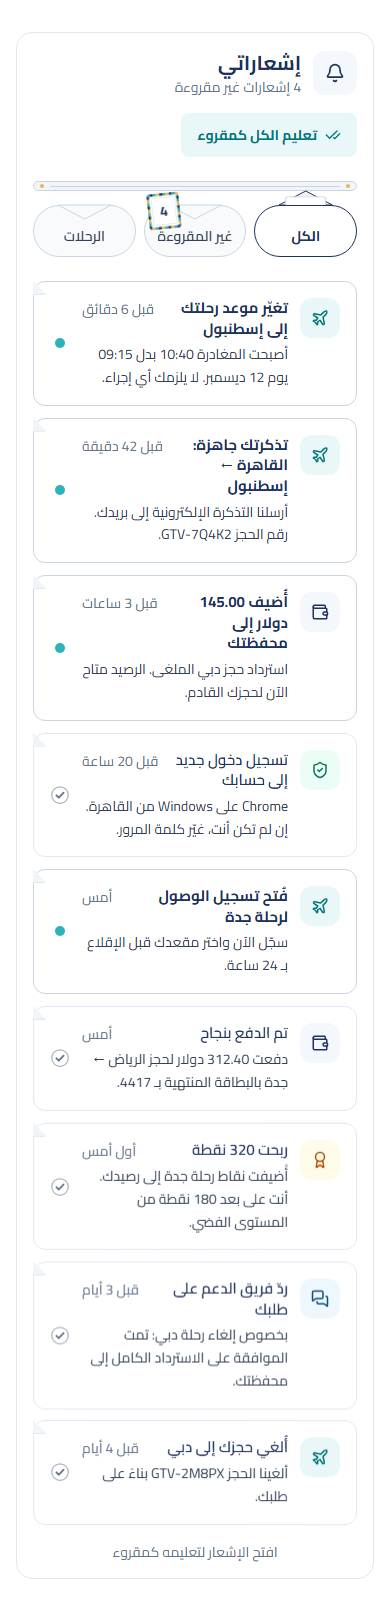 إشعاراتي
4 إشعارات غير مقروءة
تعليم الكل كمقروء
الكل
غير المقروءة
4
الرحلات
تغيّر موعد رحلتك
إلى إسطنبول
قبل 6 دقائق
أصبحت المغادرة 10:40 بدل 09:15
يوم 12 ديسمبر. لا يلزمك أي إجراء.
تذكرتك جاهزة:
القاهرة ←
إسطنبول
قبل 42 دقيقة
أرسلنا التذكرة الإلكترونية إلى بريدك.
رقم الحجز GTV-7Q4K2.
أُضيف 145.00
دولار إلى
محفظتك
قبل 3 ساعات
استرداد حجز دبي الملغى. الرصيد متاح
الآن لحجزك القادم.
تسجيل دخول جديد
إلى حسابك
قبل 20 ساعة
Chrome على Windows من القاهرة.
إن لم تكن أنت، غيّر كلمة المرور.
فُتح تسجيل الوصول
لرحلة جدة
أمس
سجّل الآن واختر مقعدك قبل الإقلاع
بـ 24 ساعة.
تم الدفع بنجاح
أمس
دفعت 312.40 دولار لحجز الرياض ←
جدة بالبطاقة المنتهية بـ 4417.
ربحت 320 نقطة
أول أمس
أُضيفت نقاط رحلة جدة إلى رصيدك.
أنت على بعد 180 نقطة من
المستوى الفضي.
ردّ فريق الدعم على
طلبك
قبل 3 أيام
بخصوص إلغاء رحلة دبي: تمت
الموافقة على الاسترداد الكامل إلى
محفظتك.
أُلغي حجزك إلى دبي
قبل 4 أيام
ألغينا الحجز GTV-2M8PX بناءً على
طلبك.
افتح الإشعار لتعليمه كمقروء